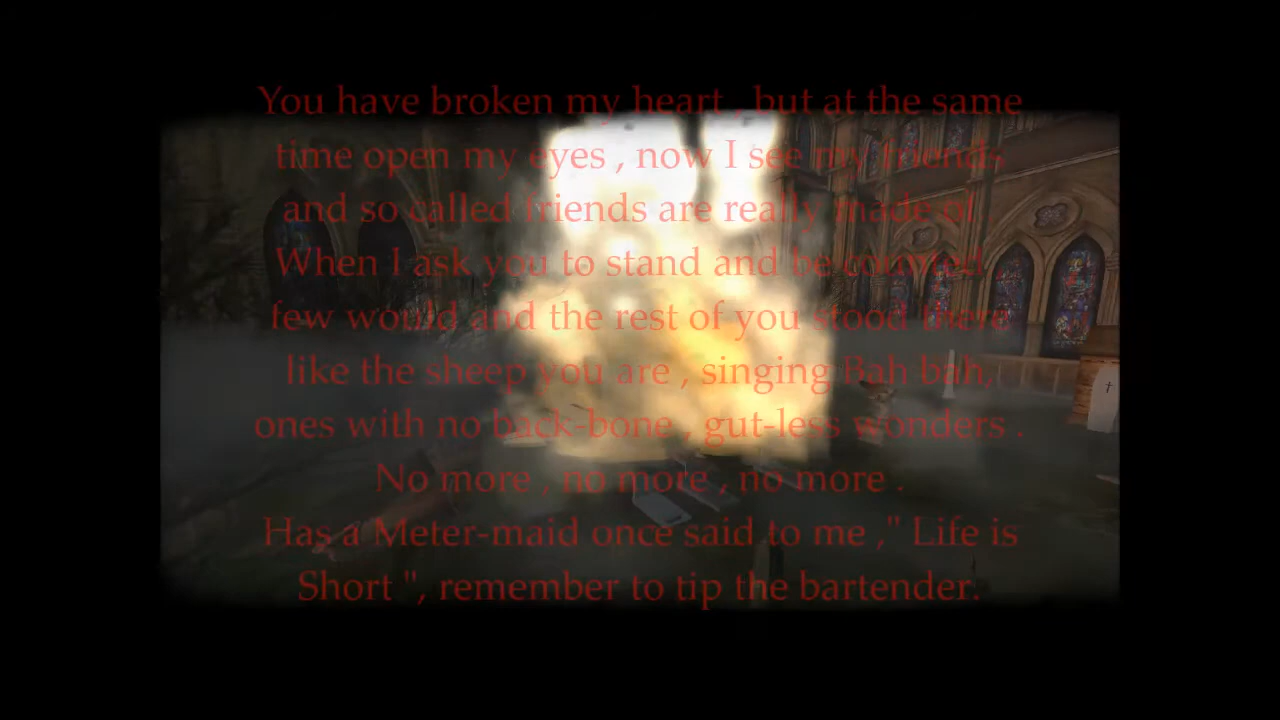 You have broken my heart , but at the same
time open my eyes , now I see my friends
and so called friends are really made of
When I ask you to stand and be counted
few would and the rest of you stood there
like the sheep you are , singing Bah bah,
ones with no back-bone , gut-less wonders .
No more , no more , no more .
Has a Meter-maid once said to me ," Life is
Short ", remember to tip the bartender.